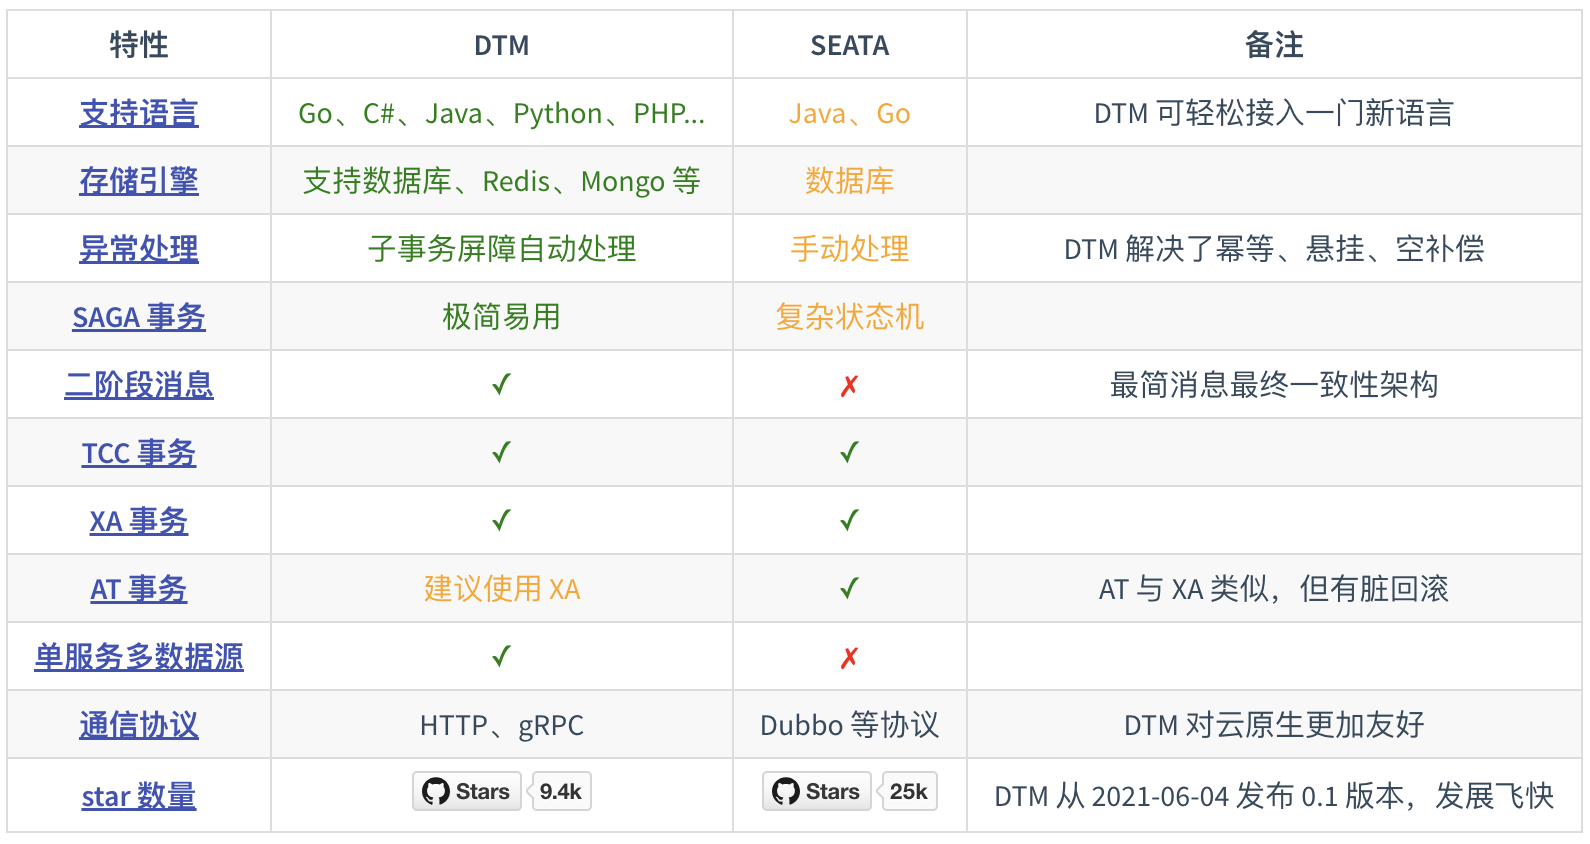 特性 DTM SEATA 备注
支持语言 Go、C#、Java、Python、PHP... Java、Go DTM 可轻松接入一门新语言
存储引擎 支持数据库、Redis、Mongo 等 数据库
异常处理 子事务屏障自动处理 手动处理 DTM 解决了幂等、悬挂、空补偿
SAGA 事务 极简易用 复杂状态机
二阶段消息 ✓ ✗ 最简消息最终一致性架构
TCC 事务 ✓ ✓
XA 事务 ✓ ✓
AT 事务 建议使用 XA ✓ AT 与 XA 类似，但有脏回滚
单服务多数据源 ✓ ✗
通信协议 HTTP、gRPC Dubbo 等协议 DTM 对云原生更加友好
star 数量 Stars 9.4k Stars 25k DTM 从 2021-06-04 发布 0.1 版本，发展飞快